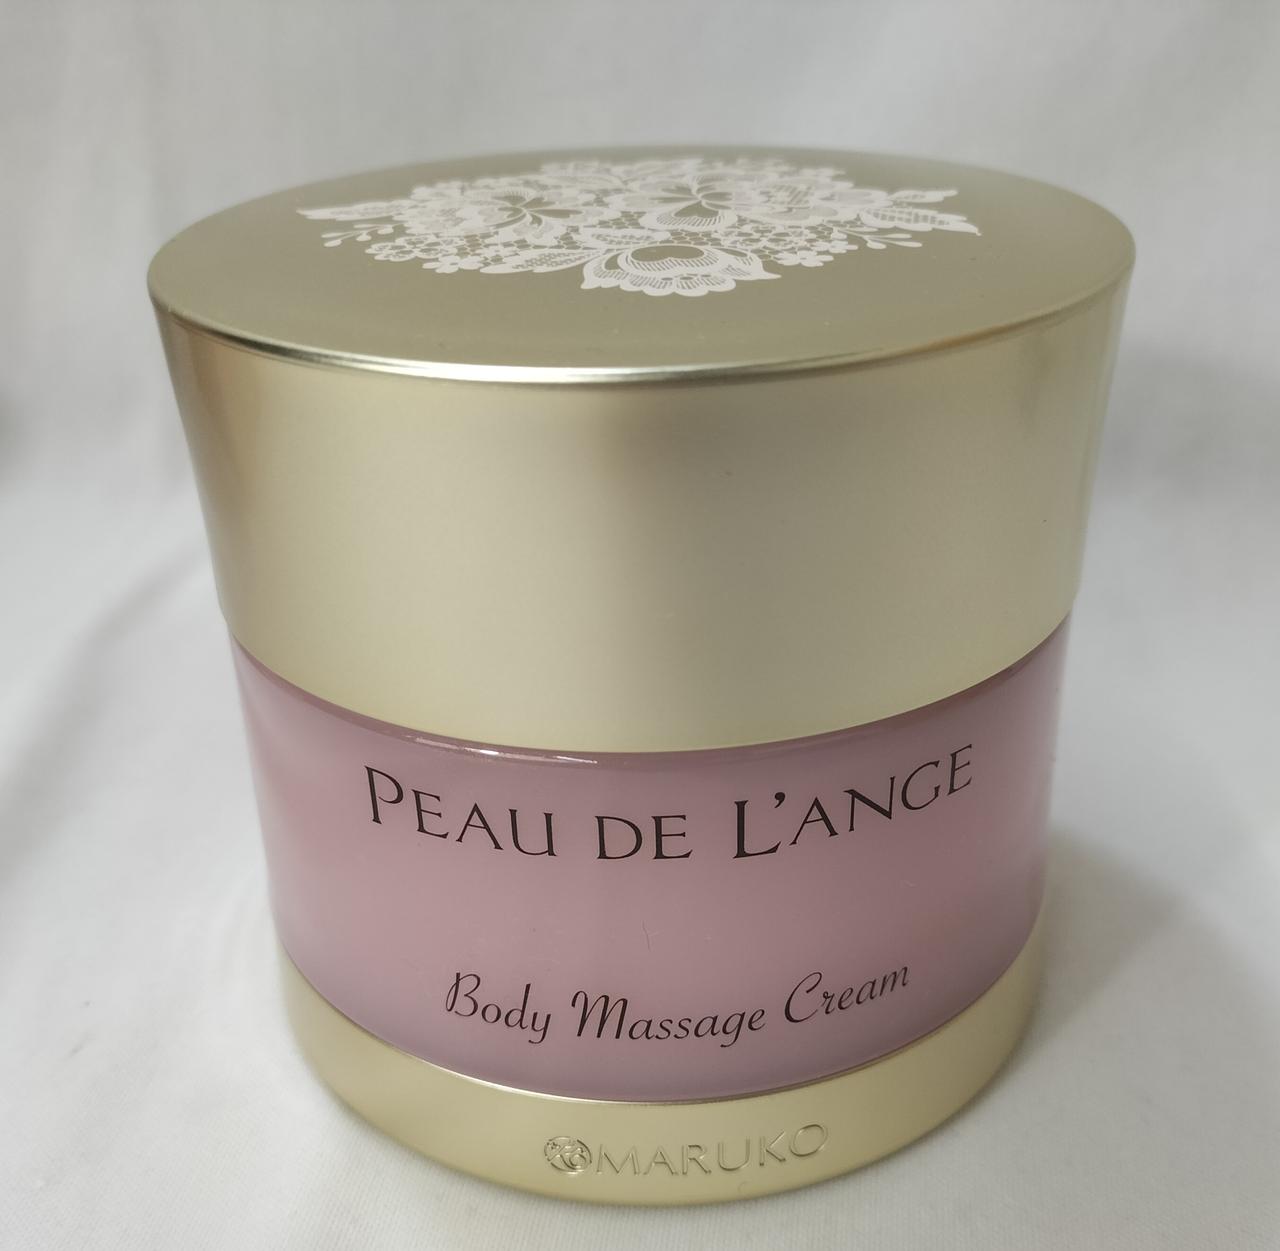 PEAU DE L'ANGE
Body Massage Cream
MARUKO